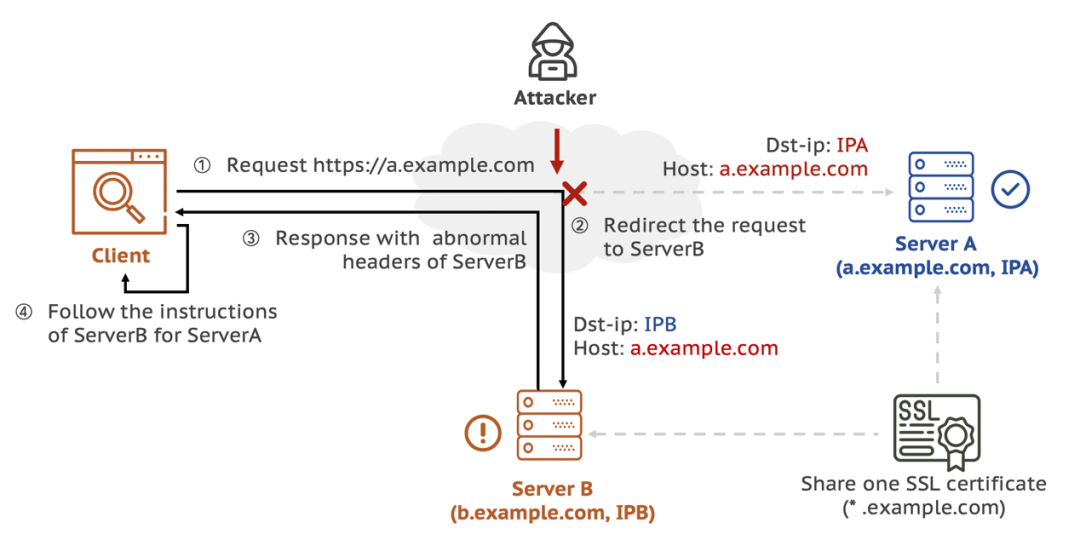 Attacker
① Request https://a.example.com
Dst-ip: IPA
Host: a.example.com
② Redirect the request
to ServerB
③ Response with abnormal
headers of ServerB
Client
Server A
(a.example.com, IPA)
④ Follow the instructions
of ServerB for ServerA
Dst-ip: IPB
Host: a.example.com
SSL
Share one SSL certificate
(* .example.com)
Server B
(b.example.com, IPB)